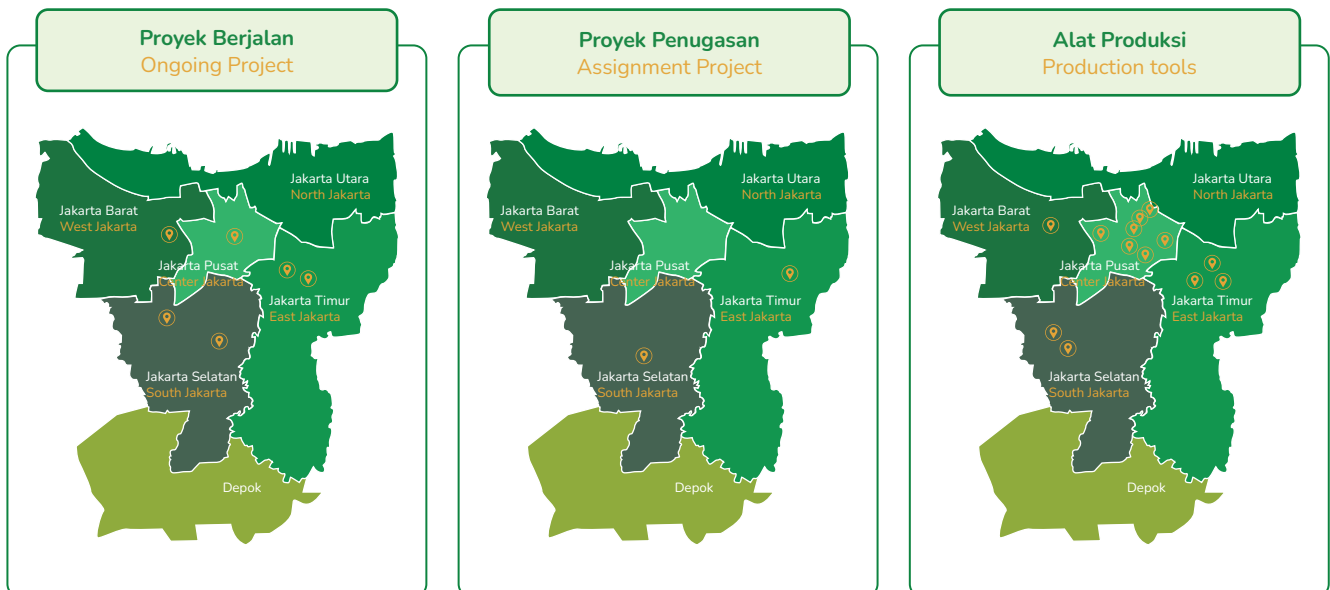 Proyek Berjalan
Ongoing Project
Jakarta Utara
North Jakarta
Jakarta Barat
West Jakarta
Jakarta Pusat
Center Jakarta
Jakarta Timur
East Jakarta
Jakarta Selatan
South Jakarta
Depok
Proyek Penugasan
Assignment Project
Jakarta Utara
North Jakarta
Jakarta Barat
West Jakarta
Jakarta Pusat
Center Jakarta
Jakarta Timur
East Jakarta
Jakarta Selatan
South Jakarta
Depok
Alat Produksi
Production tools
Jakarta Utara
North Jakarta
Jakarta Barat
West Jakarta
Jakarta Pusat
Center Jakarta
Jakarta Timur
East Jakarta
Jakarta Selatan
South Jakarta
Depok